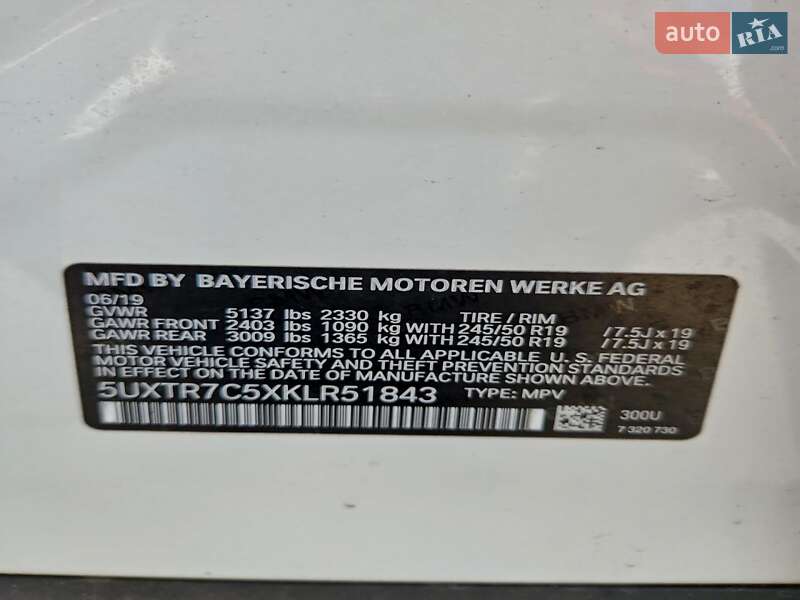 auto RIA.com
MFD BY BAYERISCHE MOTOREN WERKE AG
06/19
GVWR 5137 lbs 2330 kg TIRE / RIM
GAWR FRONT 2403 lbs 1090 kg WITH 245/50 R19 /7.5J x 19
GAWR REAR 3009 lbs 1365 kg WITH 245/50 R19 /7.5J x 19
THIS VEHICLE CONFORMS TO ALL APPLICABLE U.S. FEDERAL
MOTOR VEHICLE SAFETY AND THEFT PREVENTION STANDARDS
IN EFFECT ON THE DATE OF MANUFACTURE SHOWN ABOVE.
5UXTR7C5XKLR51843 TYPE: MPV
300U
7 320 730